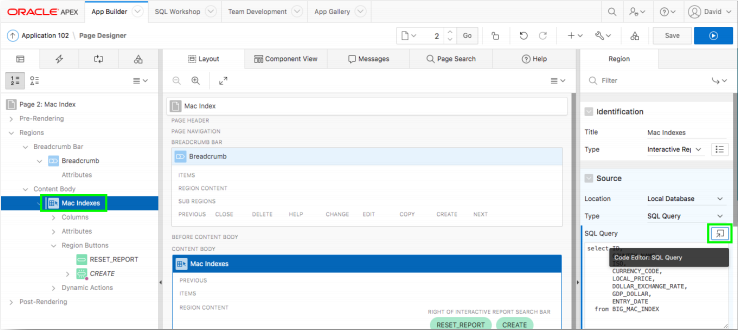 ORACLE APEX
App Builder
SQL Workshop
Team Development
App Gallery
David
Application 102 \ Page Designer
2
Go
Save
Layout
Component View
Messages
Page Search
Help
Region
Page 2: Mac Index
Pre-Rendering
Regions
Breadcrumb Bar
Breadcrumb
Attributes
Content Body
Mac Indexes
Columns
Attributes
Region Buttons
RESET_REPORT
CREATE
Dynamic Actions
Post-Rendering
Mac Index
PAGE HEADER
PAGE NAVIGATION
BREADCRUMB BAR
Breadcrumb
ITEMS
REGION CONTENT
SUB REGIONS
PREVIOUS CLOSE DELETE HELP CHANGE EDIT COPY CREATE NEXT
BEFORE CONTENT BODY
CONTENT BODY
Mac Indexes
PREVIOUS
ITEMS
REGION CONTENT
RIGHT OF INTERACTIVE REPORT SEARCH BAR
RESET_REPORT CREATE
Filter
Identification
Title Mac Indexes
Type Interactive Rep
Source
Location Local Database
Type SQL Query
SQL Query
select ID,
Code Editor: SQL Query
CURRENCY_CODE,
LOCAL_PRICE,
DOLLAR_EXCHANGE_RATE,
GDP_DOLLAR,
ENTRY_DATE
from BIG_MAC_INDEX